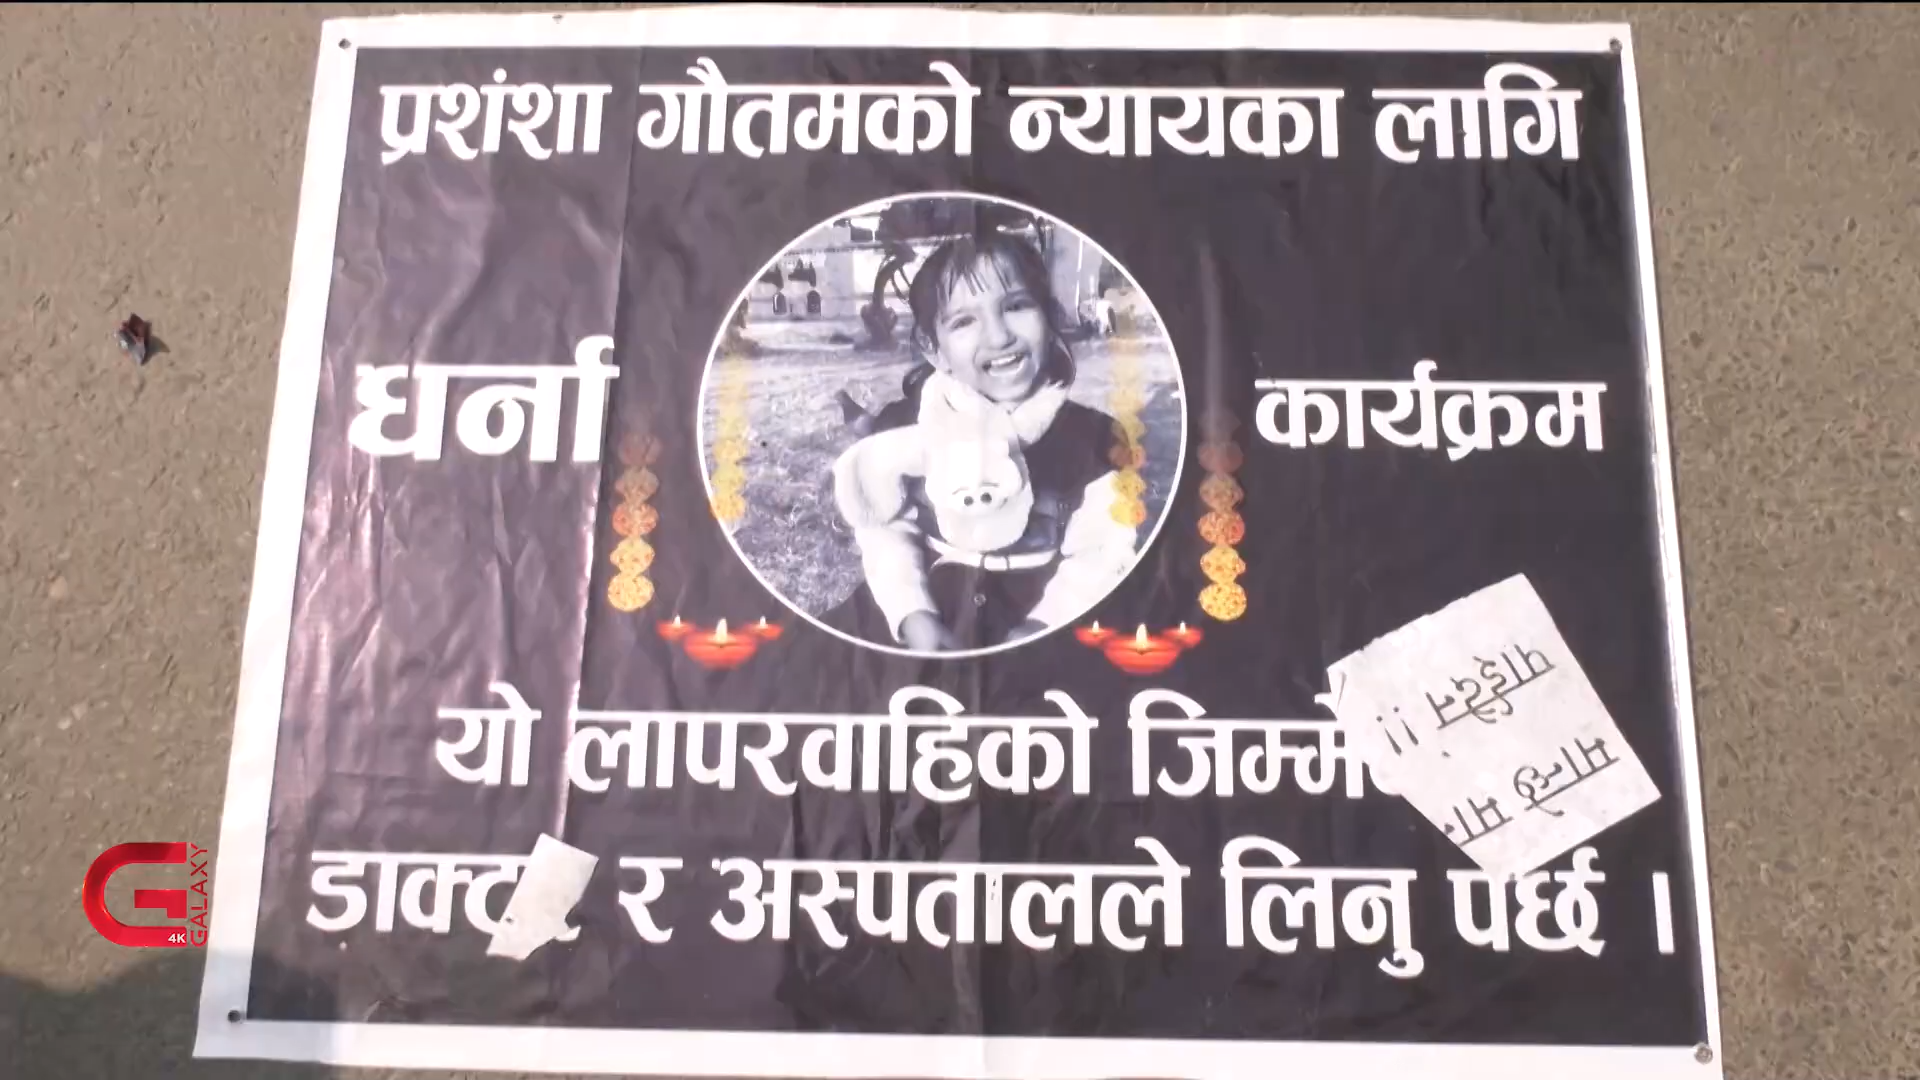 प्रशंशा गौतमको न्यायका लागि
धर्ना कार्यक्रम
यो लापरवाहिको
र अस्पतालले लिनु पर्छ ।
GALAXY
4K